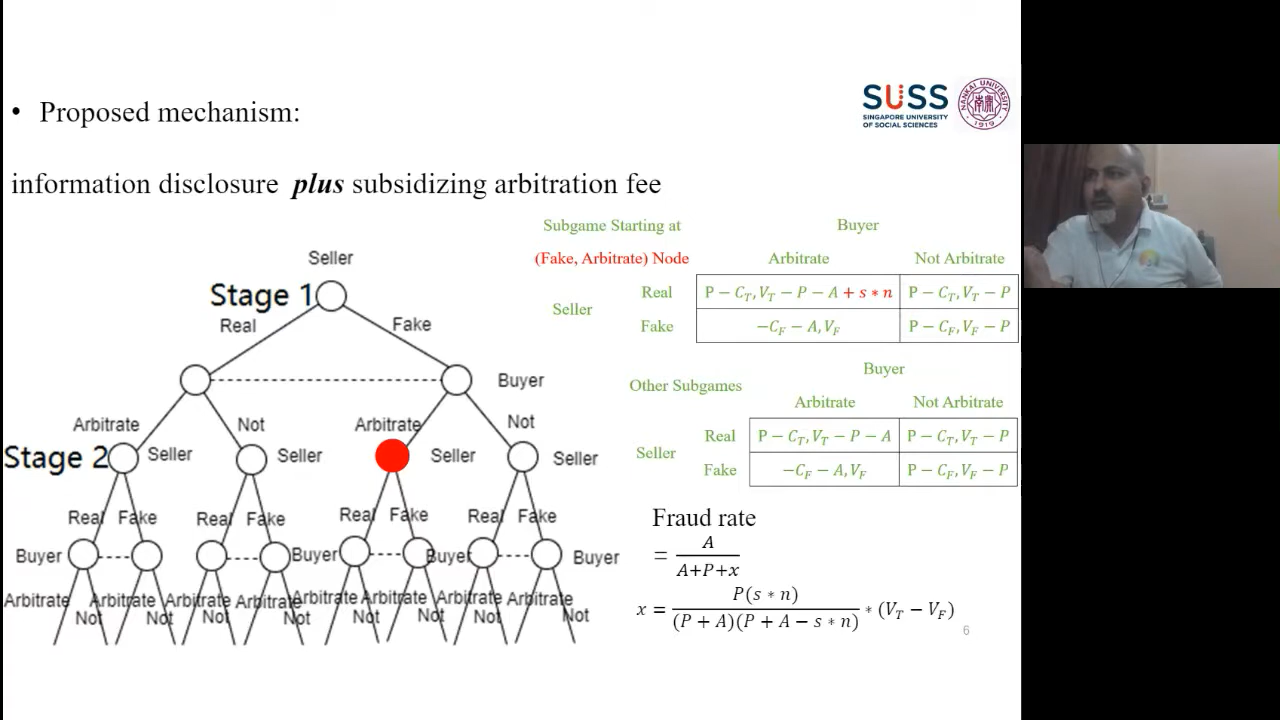 • Proposed mechanism:
SUSS
SINGAPORE UNIVERSITY
OF SOCIAL SCIENCES
NANKAI UNIVERSITY
1919
information disclosure plus subsidizing arbitration fee
Seller
Stage 1
Real
Fake
Buyer
Arbitrate
Not
Arbitrate
Not
Stage 2
Seller
Seller
Seller
Seller
Real Fake
Real Fake
Real Fake
Real Fake
Buyer
Buyer
Buyer
Buyer
Arbitrate Arbitrate Arbitrate Arbitrate Arbitrate Arbitrate Arbitrate Arbitrate
Not Not Not Not Not Not Not Not
Subgame Starting at
(Fake, Arbitrate) Node
Buyer
Arbitrate
Not Arbitrate
Seller
Real
P − C_T, V_T − P − A + s * n
P − C_T, V_T − P
Fake
−C_F − A, V_F
P − C_F, V_F − P
Other Subgames
Buyer
Arbitrate
Not Arbitrate
Seller
Real
P − C_T, V_T − P − A
P − C_T, V_T − P
Fake
−C_F − A, V_F
P − C_F, V_F − P
Fraud rate
= A / (A+P+x)
x = P(s * n) / ((P + A)(P + A − s * n)) * (V_T − V_F)
6